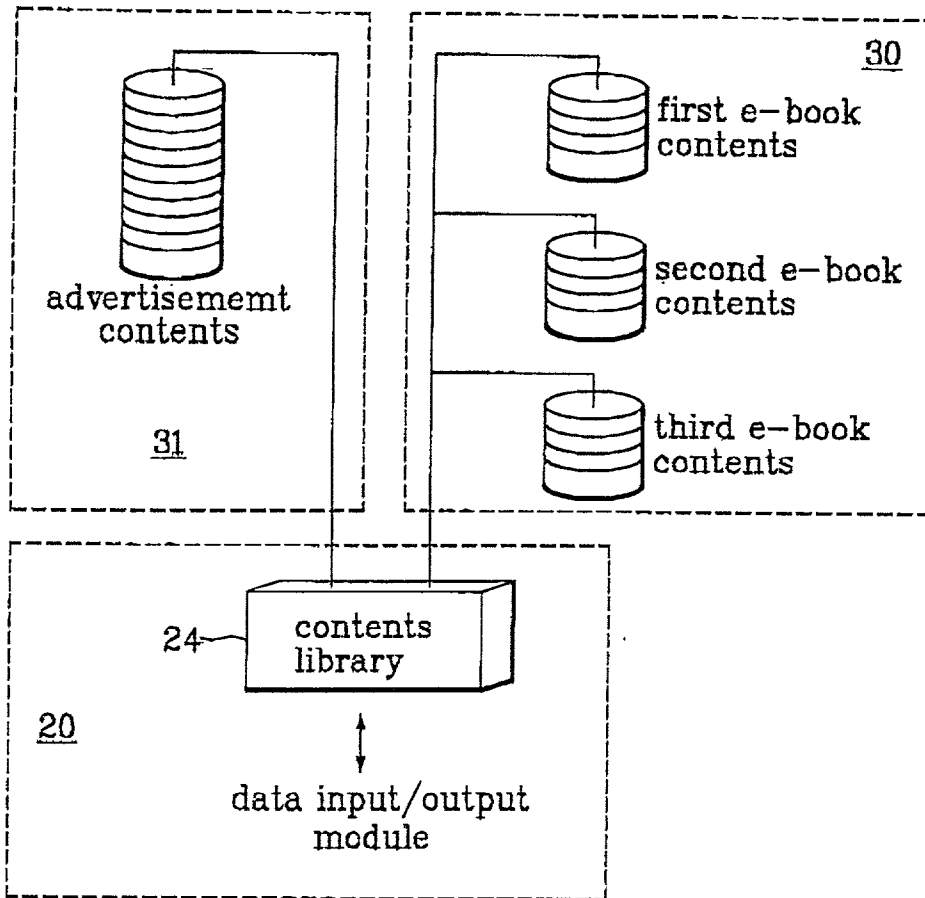 30
first e-book
contents
second e-book
contents
advertisememt
contents
third e-book
contents
31
contents
library
24
20
data input/output
module